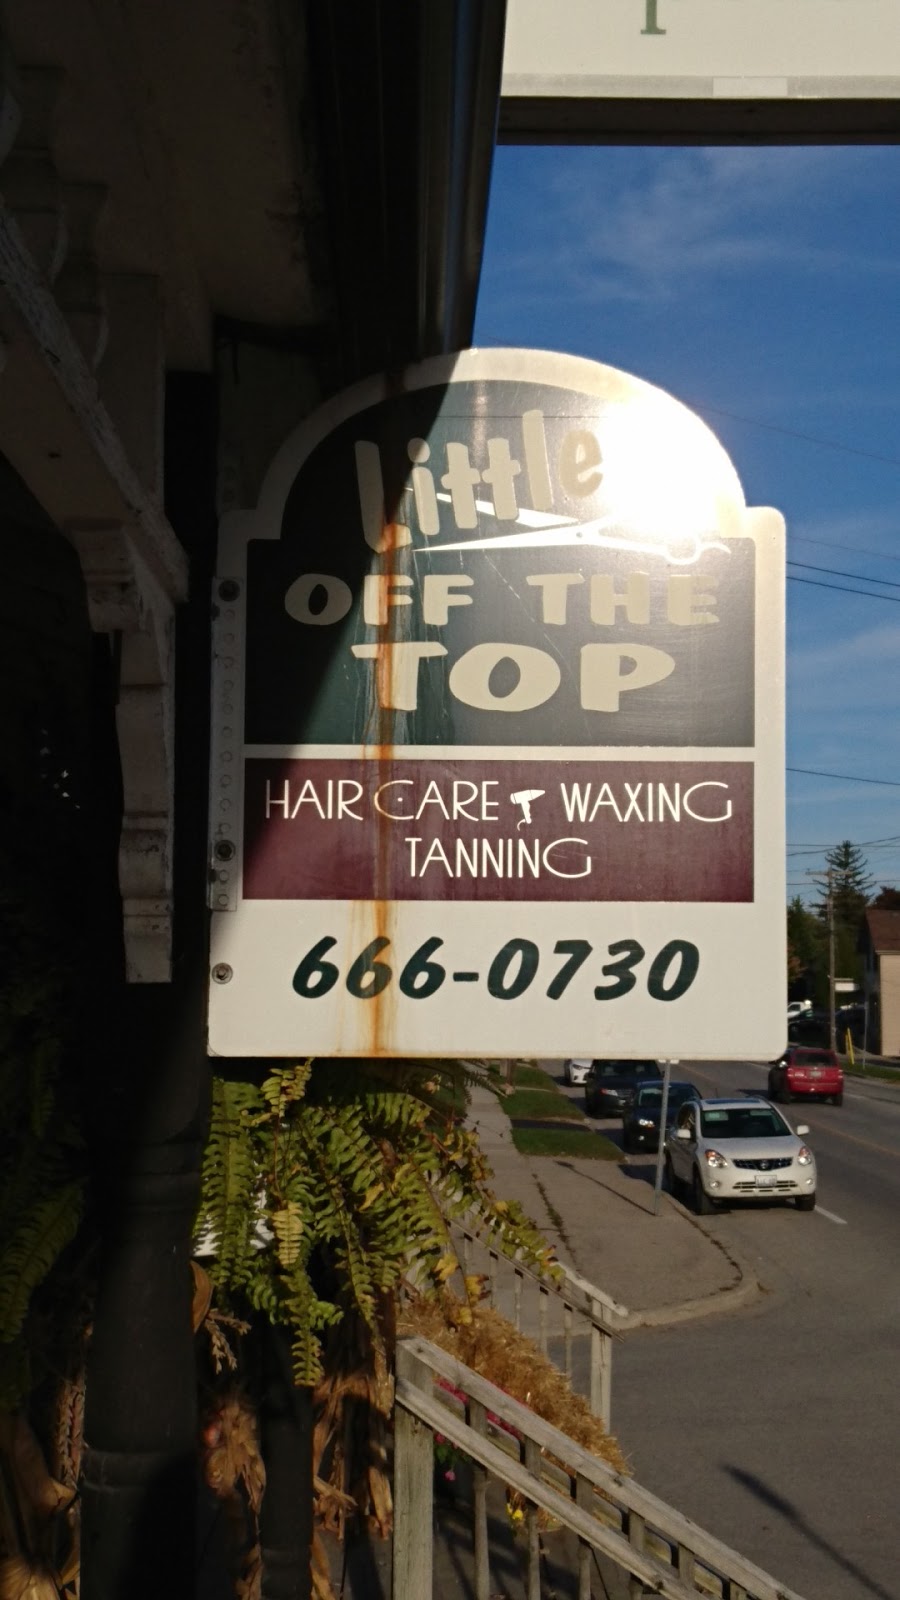 Little
OFF THE
TOP
HAIR CARE WAXING
TANNING
666-0730